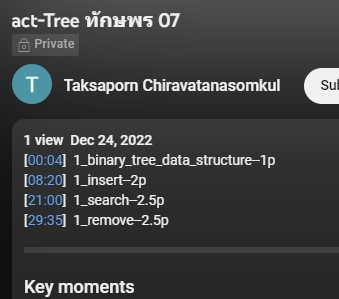 act-Tree ทักษพร 07
Private
T
Taksaporn Chiravatanasomkul
Sul
1 view Dec 24, 2022
[00:04] 1_binary_tree_data_structure--1p
[08:20] 1_insert--2p
[21:00] 1_search--2.5p
[29:35] 1_remove--2.5p
Key moments